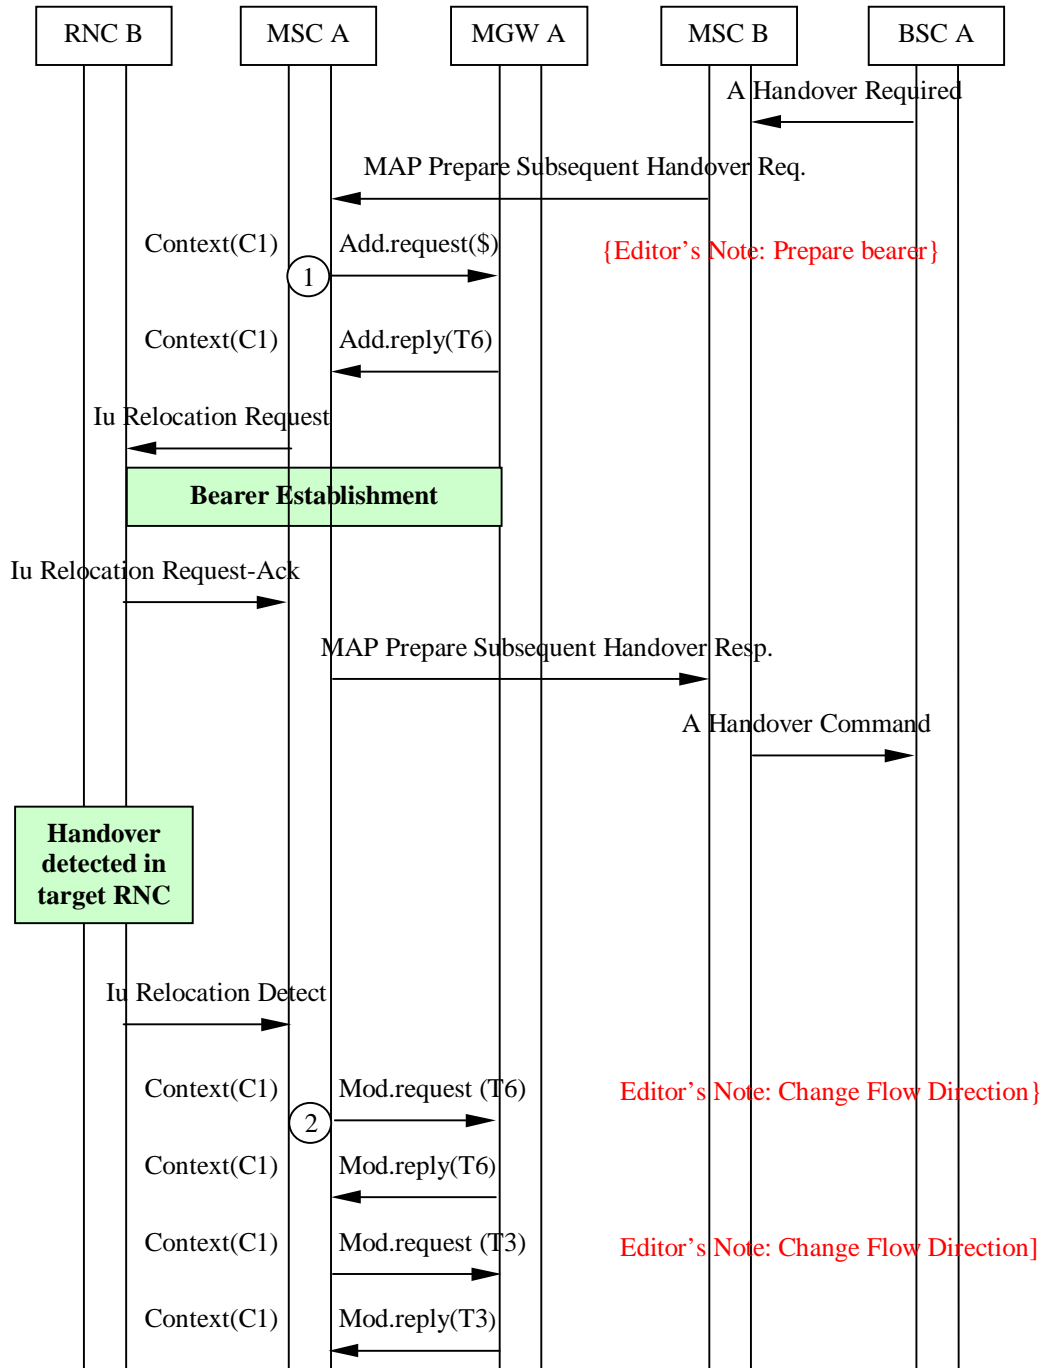 RNC B MSC A MGW A MSC B BSC A
A Handover Required
MAP Prepare Subsequent Handover Req.
Context(C1) Add.request($) {Editor’s Note: Prepare bearer}
1
Context(C1) Add.reply(T6)
Iu Relocation Request
Bearer Establishment
Iu Relocation Request-Ack
MAP Prepare Subsequent Handover Resp.
A Handover Command
Handover
detected in
target RNC
Iu Relocation Detect
Context(C1) Mod.request (T6) Editor’s Note: Change Flow Direction}
2
Context(C1) Mod.reply(T6)
Context(C1) Mod.request (T3) Editor’s Note: Change Flow Direction]
Context(C1) Mod.reply(T3)